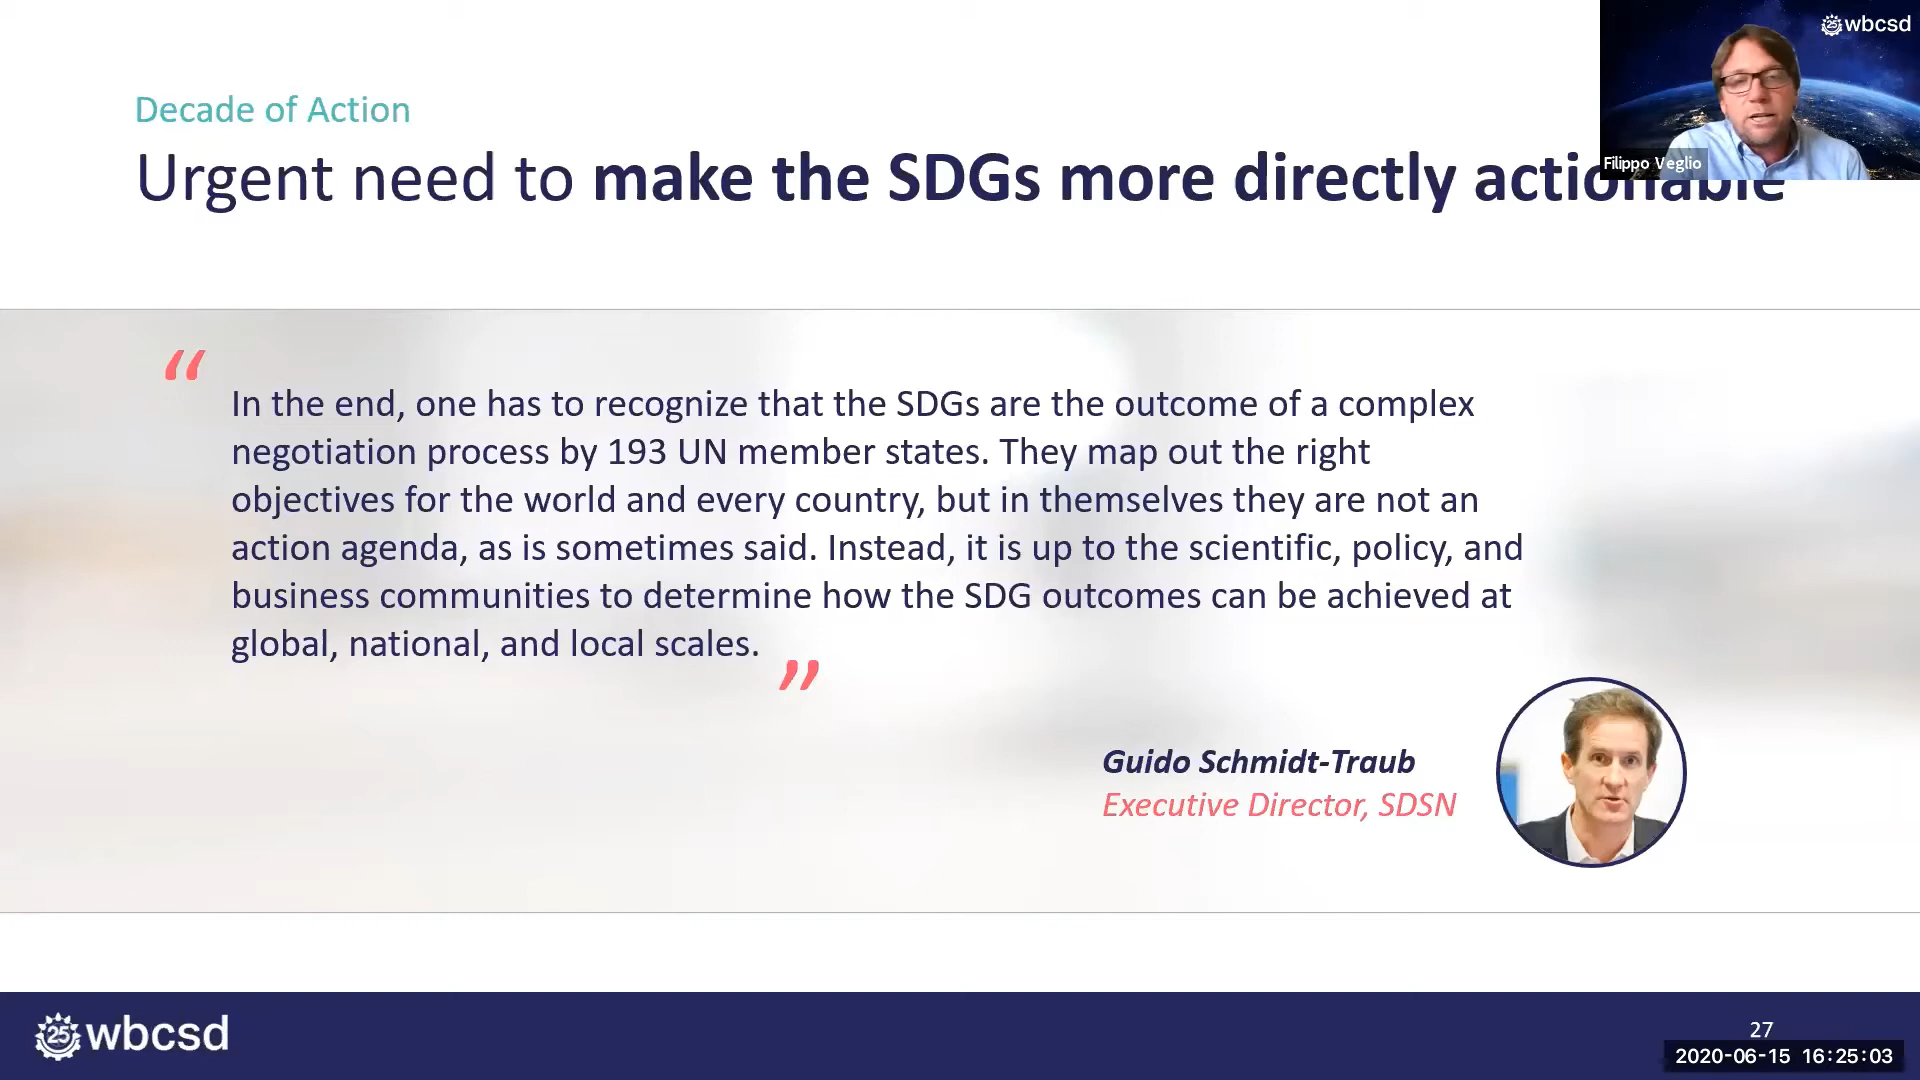 wbcsd
Filippo Veglio
Decade of Action
Urgent need to make the SDGs more directly actionable
“
In the end, one has to recognize that the SDGs are the outcome of a complex
negotiation process by 193 UN member states. They map out the right
objectives for the world and every country, but in themselves they are not an
action agenda, as is sometimes said. Instead, it is up to the scientific, policy, and
business communities to determine how the SDG outcomes can be achieved at
global, national, and local scales.
”
Guido Schmidt-Traub
Executive Director, SDSN
25 wbcsd
27
2020-06-15 16:25:03